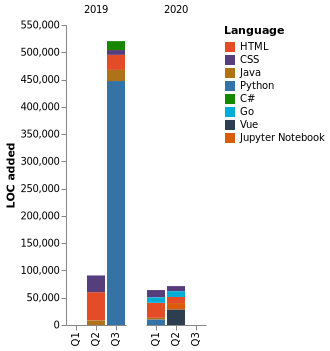 2019 2020
Language
HTML
CSS
Java
Python
C#
Go
Vue
Jupyter Notebook
LOC added
550,000
500,000
450,000
400,000
350,000
300,000
250,000
200,000
150,000
100,000
50,000
0
Q1 Q2 Q3 Q1 Q2 Q3